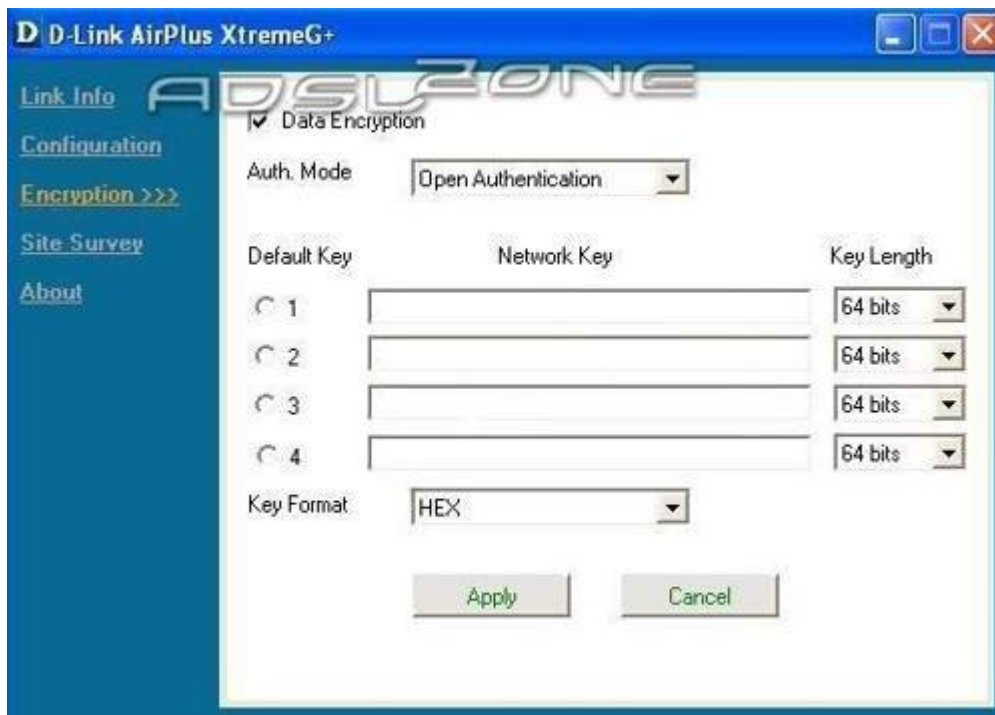 D D-Link AirPlus XtremeG+
ADSLZONE
Link Info
Configuration
Encryption >>>
Site Survey
About
Data Encryption
Auth. Mode Open Authentication
Default Key Network Key Key Length
1 64 bits
2 64 bits
3 64 bits
4 64 bits
Key Format HEX
Apply Cancel